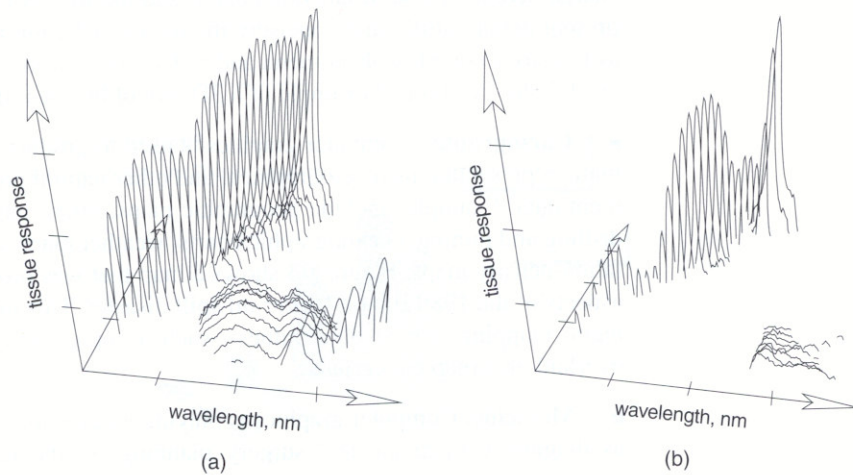 tissue response
wavelength, nm
(a)
tissue response
wavelength, nm
(b)